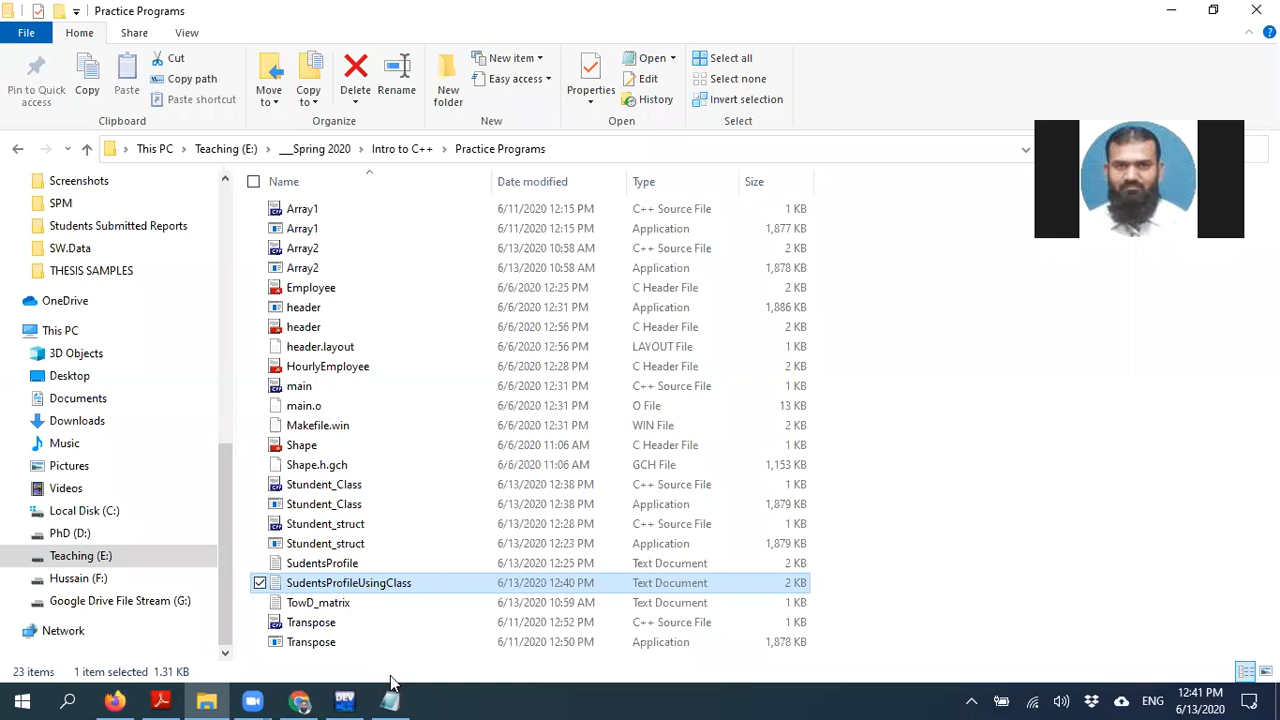 Practice Programs
File Home Share View
Pin to Quick access
Copy
Paste
Cut
Copy path
Paste shortcut
Clipboard
Move to
Copy to
Delete
Rename
Organize
New folder
New item
Easy access
New
Properties
Open
Edit
History
Open
Select all
Select none
Invert selection
Select
This PC > Teaching (E:) > __Spring 2020 > Intro to C++ > Practice Programs
Screenshots
SPM
Students Submitted Reports
SW.Data
THESIS SAMPLES
OneDrive
This PC
3D Objects
Desktop
Documents
Downloads
Music
Pictures
Videos
Local Disk (C:)
PhD (D:)
Teaching (E:)
Hussain (F:)
Google Drive File Stream (G:)
Network
Name Date modified Type Size
Array1 6/11/2020 12:15 PM C++ Source File 1 KB
Array1 6/11/2020 12:15 PM Application 1,877 KB
Array2 6/13/2020 10:58 AM C++ Source File 2 KB
Array2 6/13/2020 10:58 AM Application 1,878 KB
Employee 6/6/2020 12:25 PM C Header File 2 KB
header 6/6/2020 12:31 PM Application 1,886 KB
header 6/6/2020 12:56 PM C Header File 2 KB
header.layout 6/6/2020 12:56 PM LAYOUT File 1 KB
HourlyEmployee 6/6/2020 12:28 PM C Header File 2 KB
main 6/6/2020 12:31 PM C++ Source File 1 KB
main.o 6/6/2020 12:31 PM O File 13 KB
Makefile.win 6/6/2020 12:31 PM WIN File 2 KB
Shape 6/6/2020 11:06 AM C Header File 1 KB
Shape.h.gch 6/6/2020 11:06 AM GCH File 1,153 KB
Stundent_Class 6/13/2020 12:38 PM C++ Source File 2 KB
Stundent_Class 6/13/2020 12:38 PM Application 1,879 KB
Stundent_struct 6/13/2020 12:28 PM C++ Source File 2 KB
Stundent_struct 6/13/2020 12:23 PM Application 1,879 KB
SudentsProfile 6/13/2020 12:25 PM Text Document 2 KB
SudentsProfileUsingClass 6/13/2020 12:40 PM Text Document 2 KB
TowD_matrix 6/13/2020 10:59 AM Text Document 1 KB
Transpose 6/11/2020 12:52 PM C++ Source File 1 KB
Transpose 6/11/2020 12:50 PM Application 1,878 KB
23 items 1 item selected 1.31 KB
DEV
ENG
12:41 PM
6/13/2020